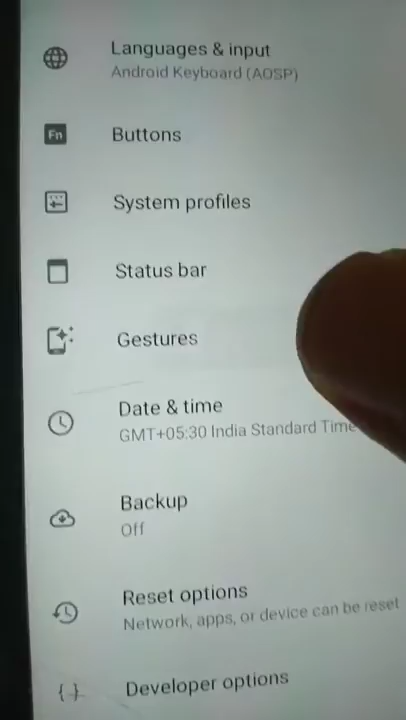 Languages & input
Android Keyboard (AOSP)
Fn
Buttons
System profiles
Status bar
Gestures
Date & time
GMT+05:30 India Standard Time
Backup
Off
Reset options
Network, apps, or device can be reset
{ } Developer options